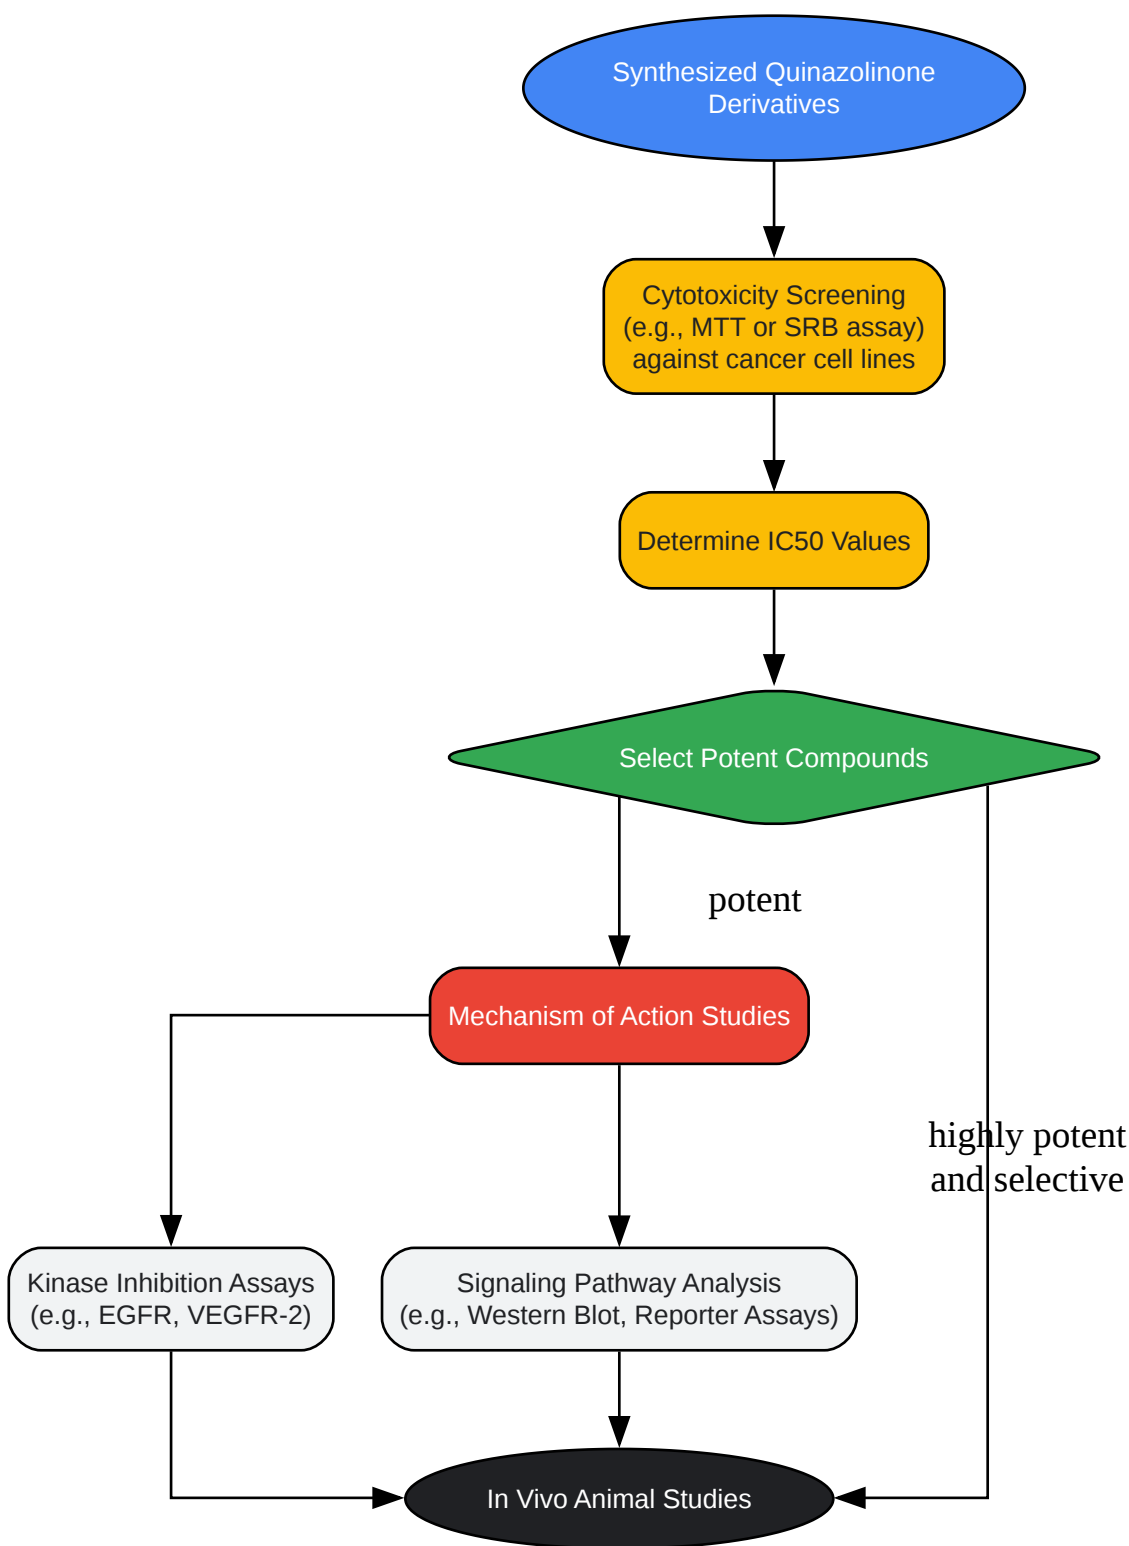 Synthesized Quinazolinone
Derivatives
Cytotoxicity Screening
(e.g., MTT or SRB assay)
against cancer cell lines
Determine IC50 Values
Select Potent Compounds
potent
Mechanism of Action Studies
highly potent
and selective
Kinase Inhibition Assays
(e.g., EGFR, VEGFR-2)
Signaling Pathway Analysis
(e.g., Western Blot, Reporter Assays)
In Vivo Animal Studies